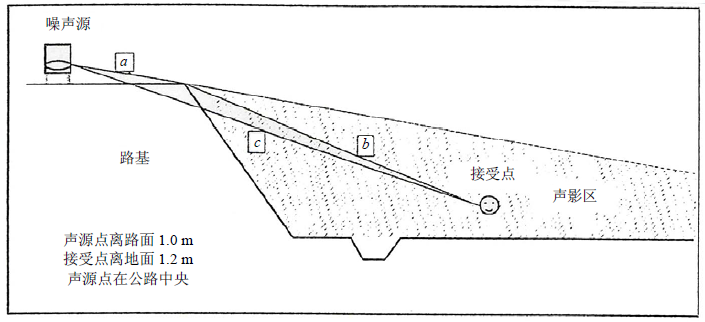 噪声源
a
c
b
路基
接受点
声影区
声源点离路面 1.0 m
接受点离地面 1.2 m
声源点在公路中央